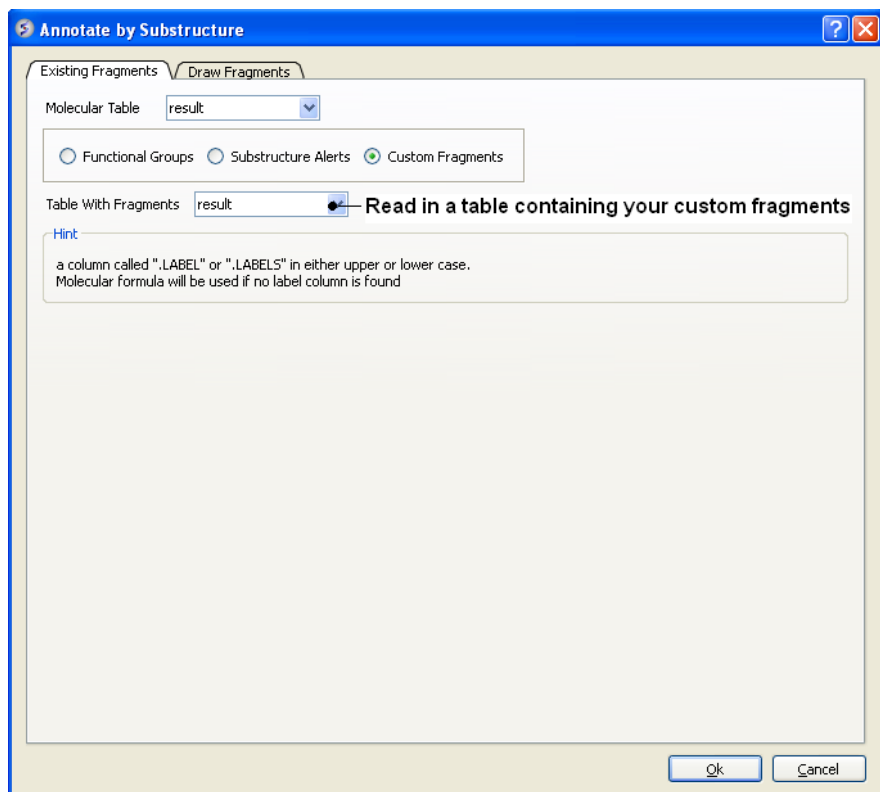 Annotate by Substructure
Existing Fragments Draw Fragments
Molecular Table result
Functional Groups Substructure Alerts Custom Fragments
Table With Fragments result Read in a table containing your custom fragments
Hint
a column called ".LABEL" or ".LABELS" in either upper or lower case.
Molecular formula will be used if no label column is found
Ok Cancel